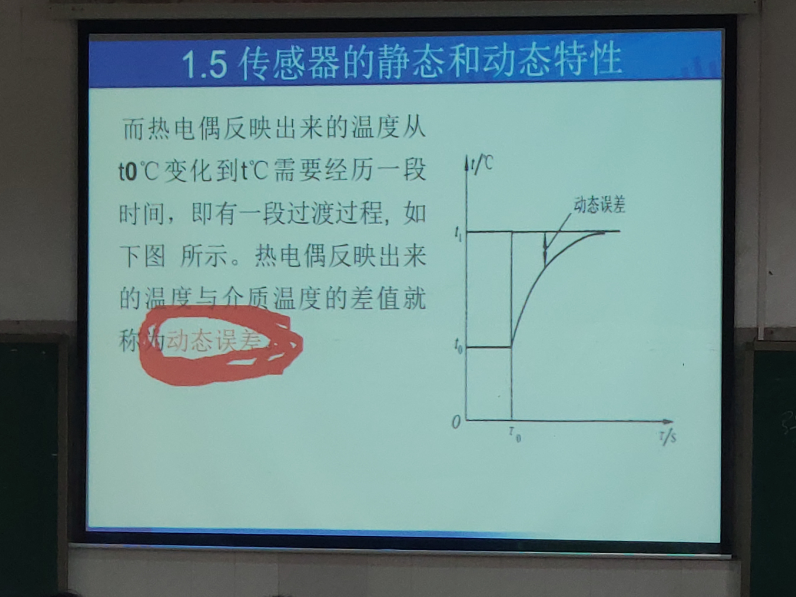 1.5 传感器的静态和动态特性
而热电偶反映出来的温度从
t0℃变化到t℃需要经历一段
时间，即有一段过渡过程, 如
下图 所示。热电偶反映出来
的温度与介质温度的差值就
称为动态误差
t/℃
动态误差
t₁
t₀
O
τ₀
τ/s